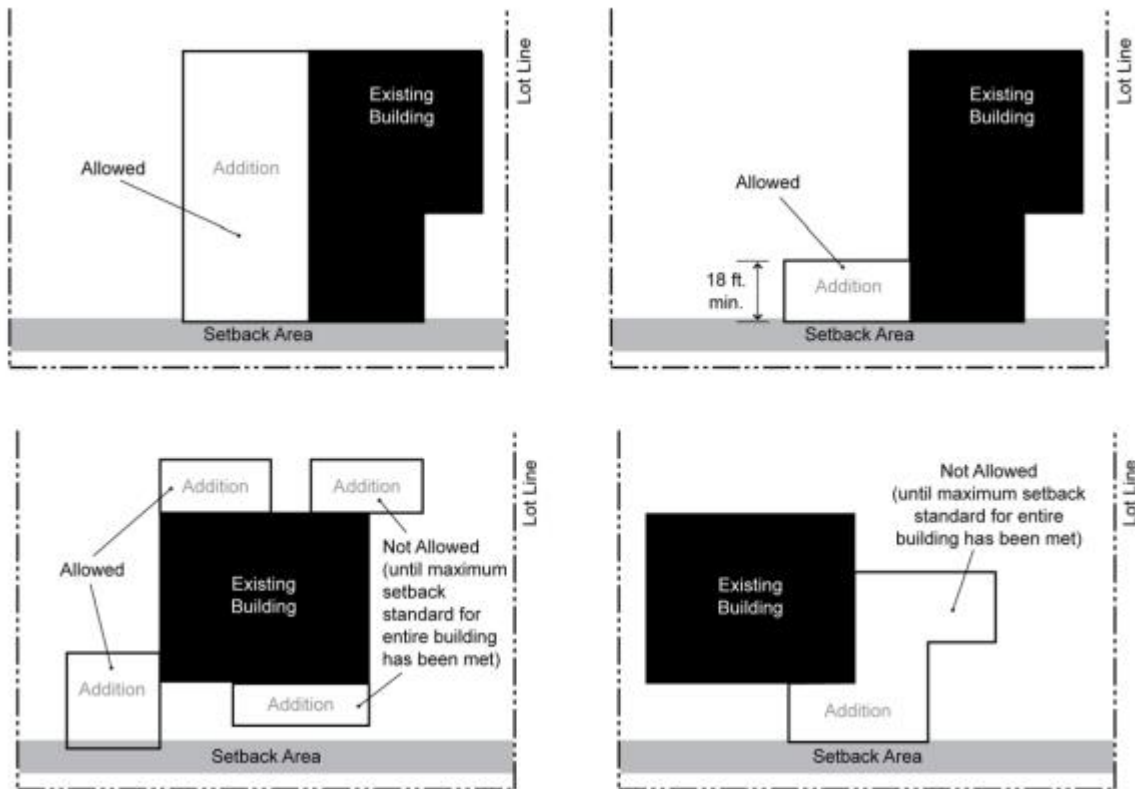 Existing
Building
Lot Line
Addition
Allowed
Setback Area
Existing
Building
Lot Line
Allowed
18 ft.
min.
Addition
Setback Area
Addition
Addition
Lot Line
Not Allowed
(until maximum
setback
standard for
entire building
has been met)
Allowed
Existing
Building
Addition
Addition
Setback Area
Lot Line
Not Allowed
(until maximum setback
standard for entire
building has been met)
Existing
Building
Addition
Setback Area